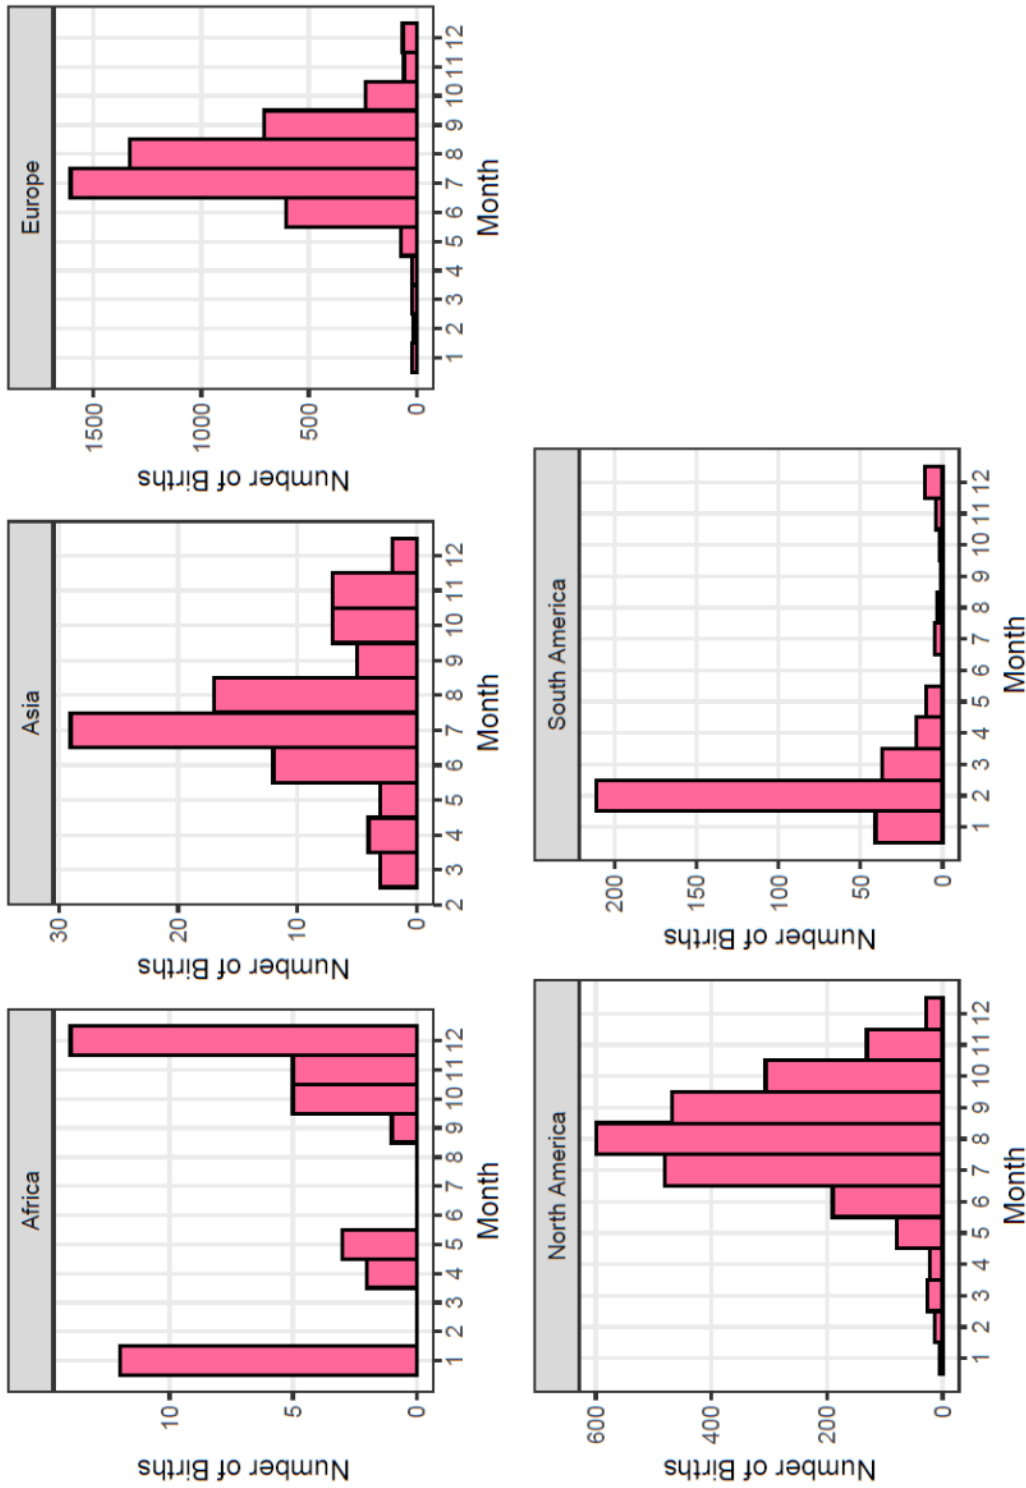 Africa
Number of Births
0
5
10
1 2 3 4 5 6 7 8 9 10 11 12
Month
Asia
Number of Births
0
10
20
30
2 3 4 5 6 7 8 9 10 11 12
Month
Europe
Number of Births
0
500
1000
1500
1 2 3 4 5 6 7 8 9 10 11 12
Month
North America
Number of Births
0
200
400
600
1 2 3 4 5 6 7 8 9 10 11 12
Month
South America
Number of Births
0
50
100
150
200
1 2 3 4 5 6 7 8 9 10 11 12
Month